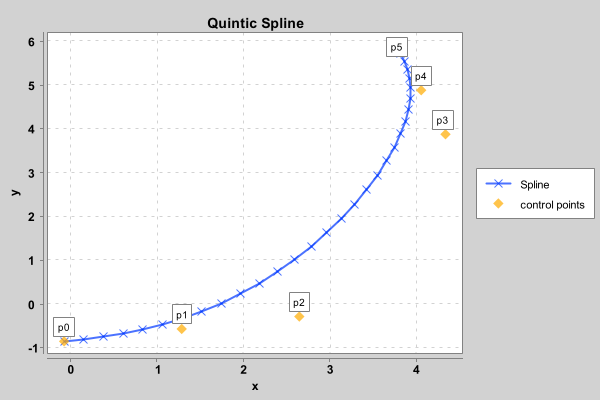 Quintic Spline
6
5
4
3
2
1
0
-1
y
p5
p4
p3
p2
p1
p0
0
1
2
3
4
x
Spline
control points